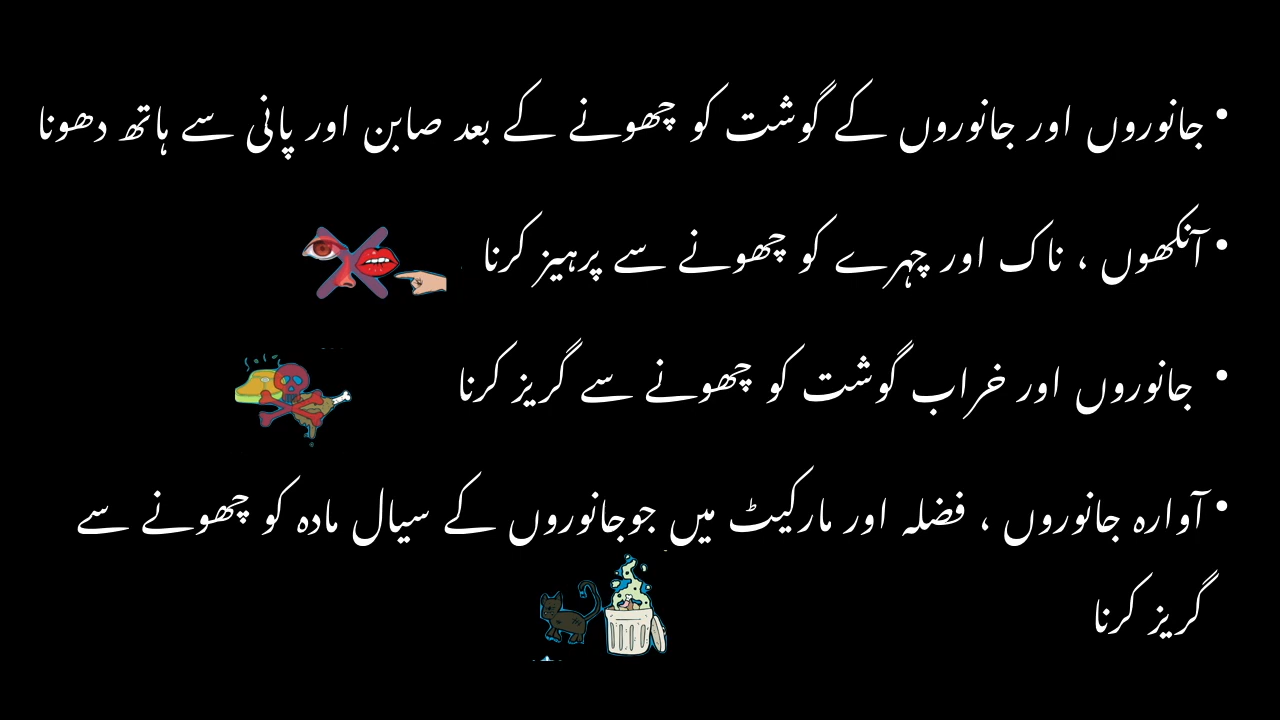 • جانوروں اور جانوروں کے گوشت کو چھونے کے بعد صابن اور پانی سے ہاتھ دھونا
• آنکھوں ، ناک اور چہرے کو چھونے سے پرہیز کرنا
• جانوروں اور خراب گوشت کو چھونے سے گریز کرنا
• آوارہ جانوروں ، فضلہ اور مارکیٹ میں جوجانوروں کے سیال مادہ کو چھونے سے
گریز کرنا